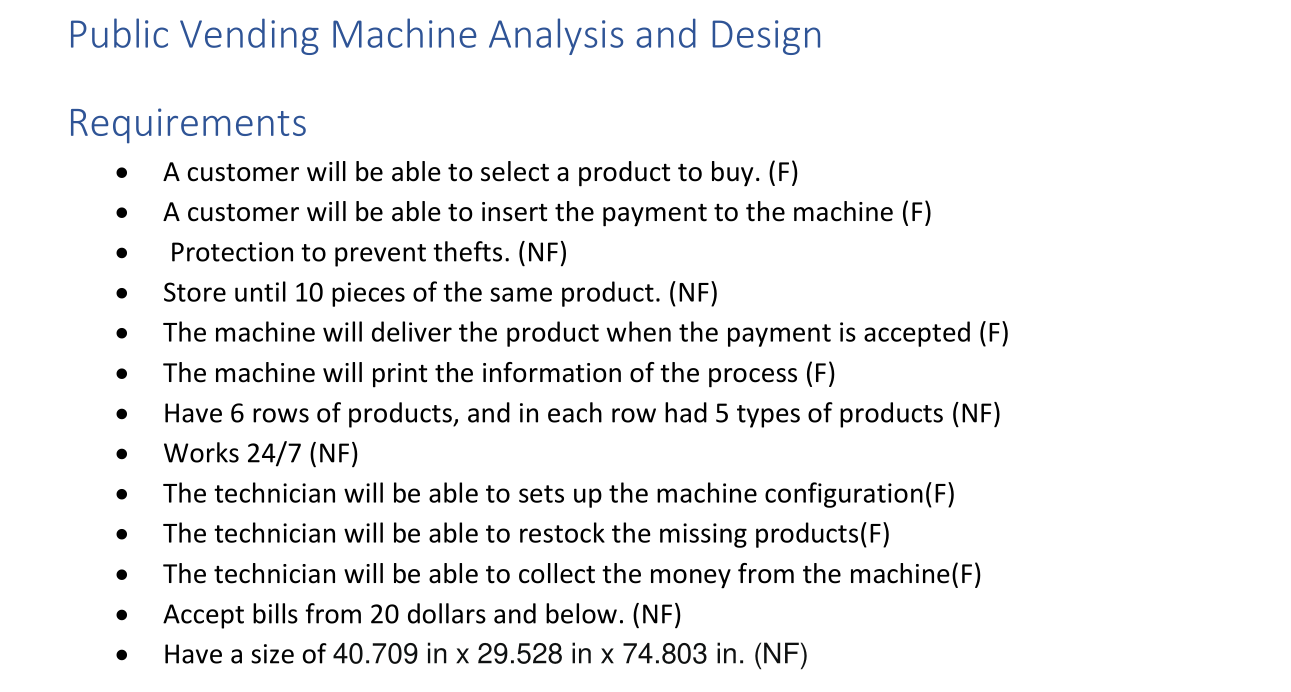 Public Vending Machine Analysis and Design
Requirements
• A customer will be able to select a product to buy. (F)
• A customer will be able to insert the payment to the machine (F)
• Protection to prevent thefts. (NF)
• Store until 10 pieces of the same product. (NF)
• The machine will deliver the product when the payment is accepted (F)
• The machine will print the information of the process (F)
• Have 6 rows of products, and in each row had 5 types of products (NF)
• Works 24/7 (NF)
• The technician will be able to sets up the machine configuration(F)
• The technician will be able to restock the missing products(F)
• The technician will be able to collect the money from the machine(F)
• Accept bills from 20 dollars and below. (NF)
• Have a size of 40.709 in x 29.528 in x 74.803 in. (NF)